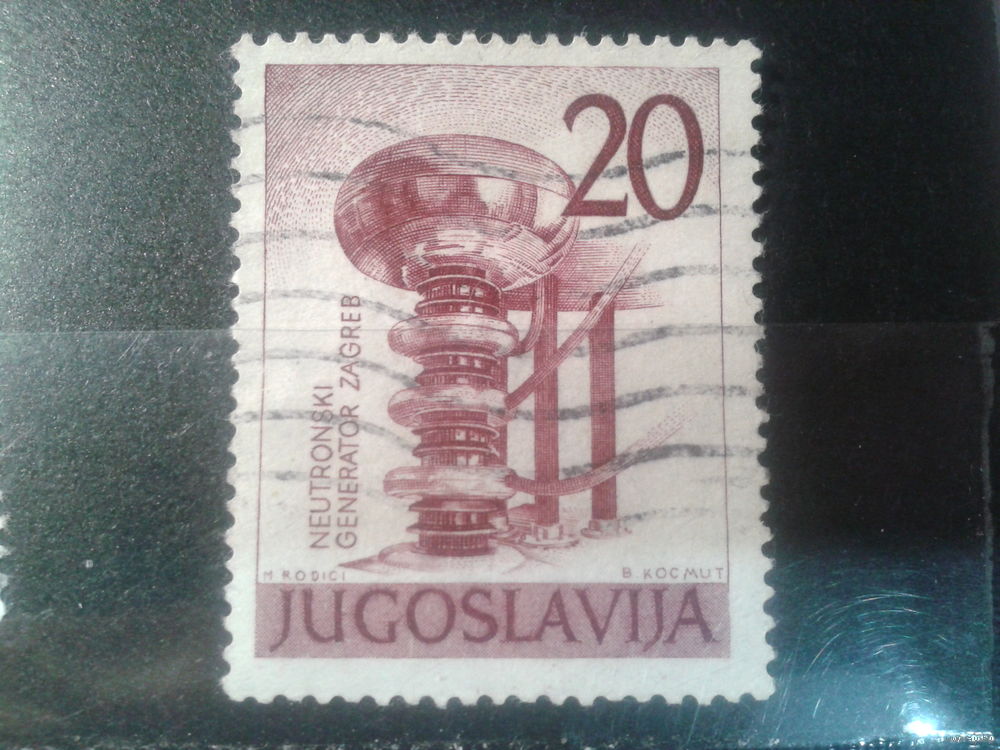 20
NEUTRONSKI
GENERATOR ZAGREB
M RODICI
B. KOCMUT
JUGOSLAVIJA